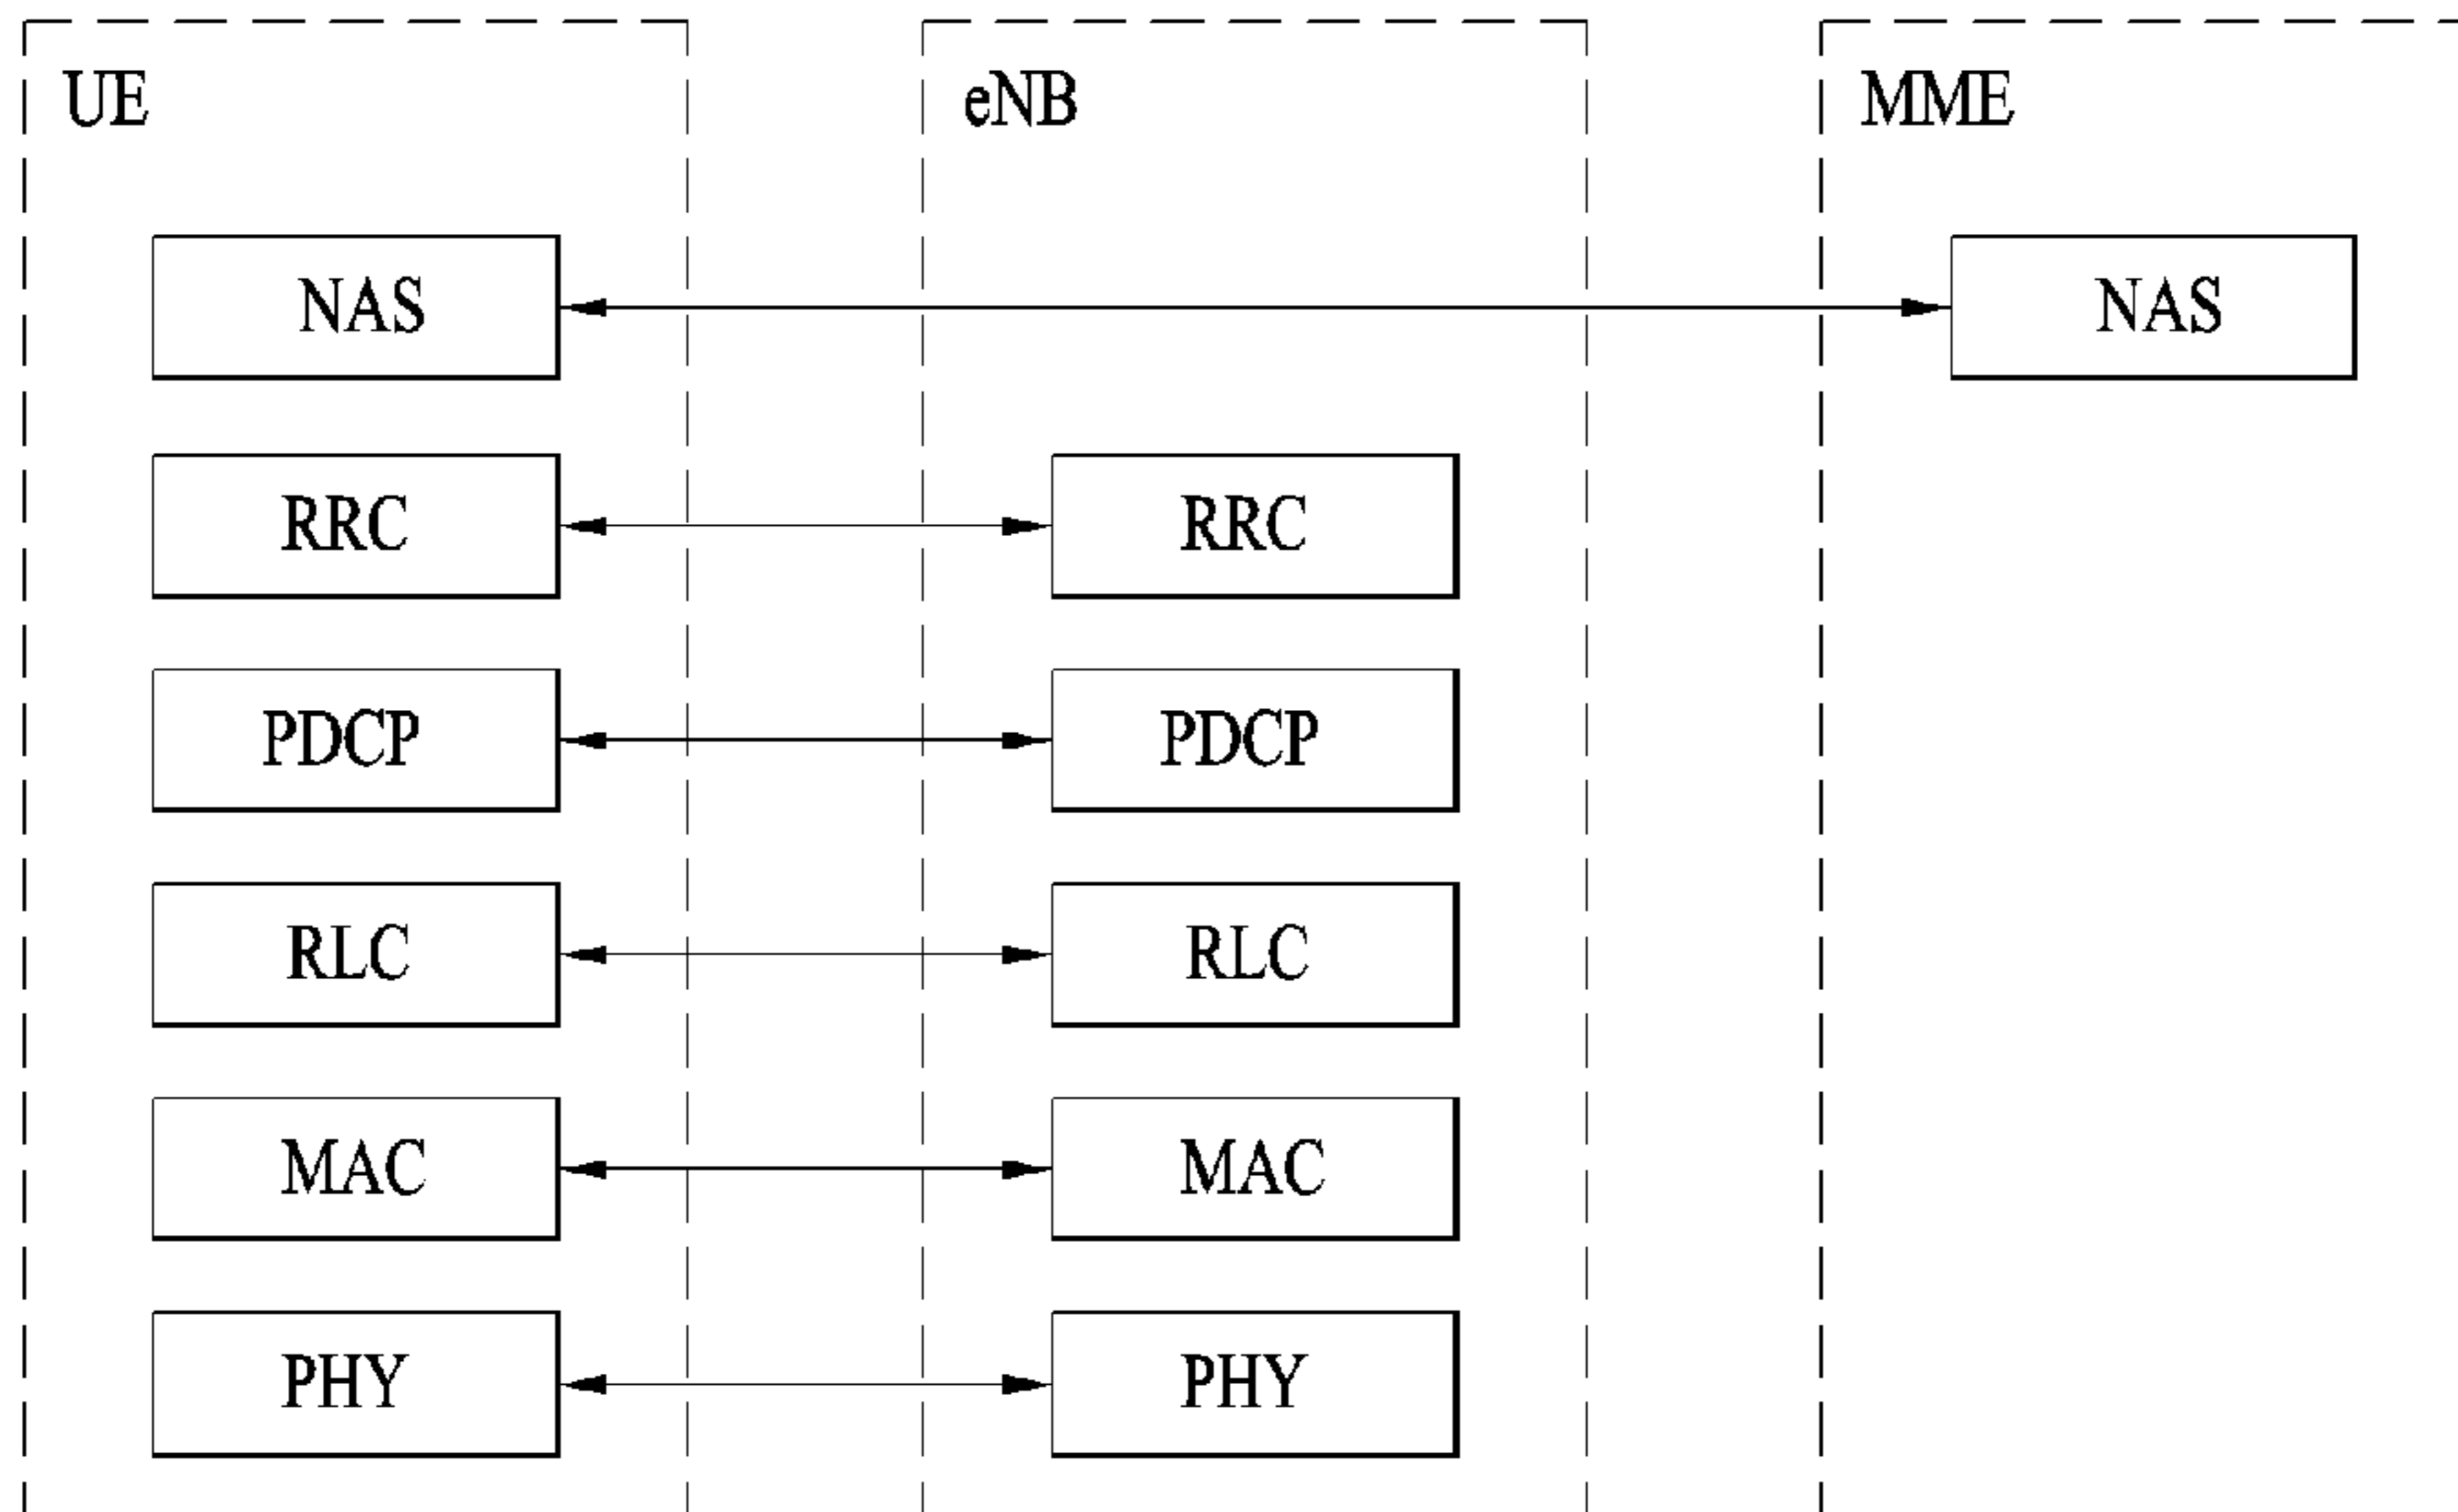 UE eNB MME
NAS NAS
RRC RRC
PDCP PDCP
RLC RLC
MAC MAC
PHY PHY